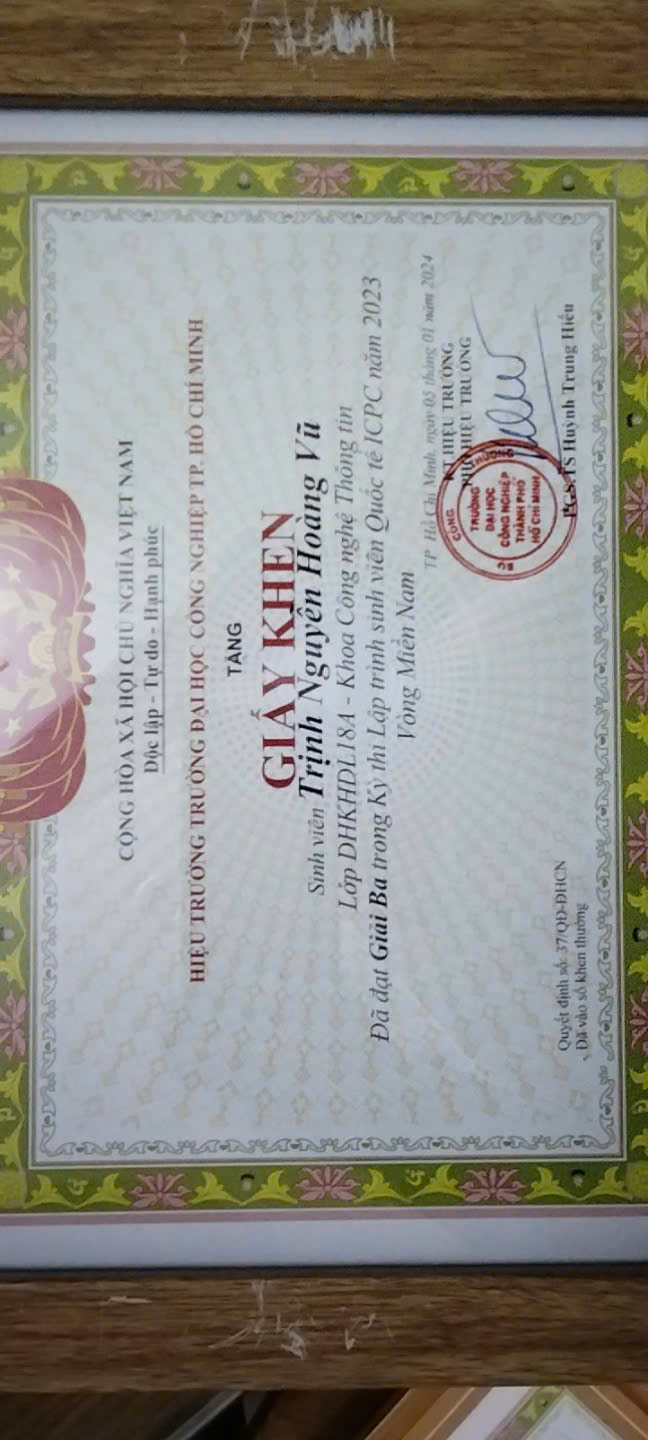 CỘNG HÒA XÃ HỘI CHỦ NGHĨA VIỆT NAM
Độc lập - Tự do - Hạnh phúc
HIỆU TRƯỞNG TRƯỜNG ĐẠI HỌC CÔNG NGHIỆP TP. HỒ CHÍ MINH
TẶNG
GIẤY KHEN
Sinh viên Trịnh Nguyên Hoàng Vũ
Lớp DHKHDL18A - Khoa Công nghệ Thông tin
Đã đạt Giải Ba trong Kỳ thi Lập trình sinh viên Quốc tế ICPC năm 2023
Vòng Miền Nam
TP. Hồ Chí Minh, ngày 05 tháng 01 năm 2024
KT.HIỆU TRƯỞNG
PHÓ HIỆU TRƯỞNG
TRƯỜNG
ĐẠI HỌC
CÔNG NGHIỆP
THÀNH PHỐ
HỒ CHÍ MINH
PGS.TS Huỳnh Trung Hiếu
Quyết định số: 37/QĐ-ĐHCN
Đã vào sổ khen thưởng